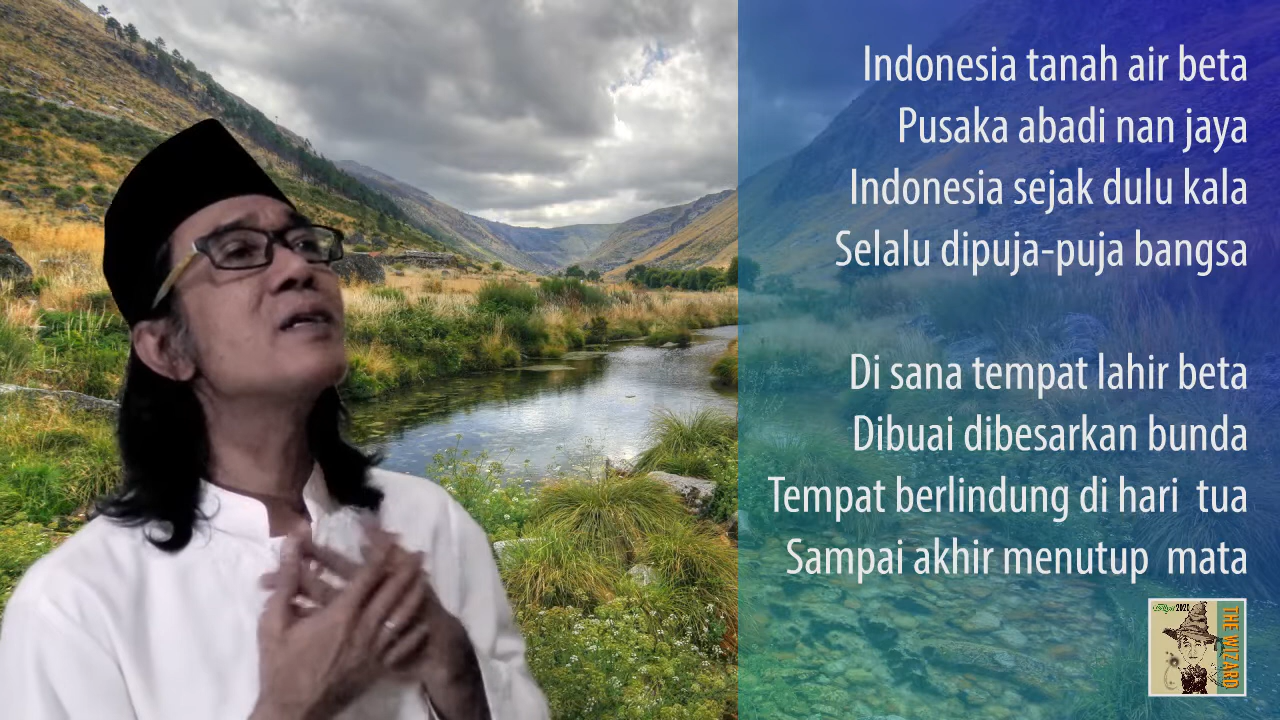 Indonesia tanah air beta
Pusaka abadi nan jaya
Indonesia sejak dulu kala
Selalu dipuja-puja bangsa
Di sana tempat lahir beta
Dibuai dibesarkan bunda
Tempat berlindung di hari tua
Sampai akhir menutup mata
2020
THE WIZARD